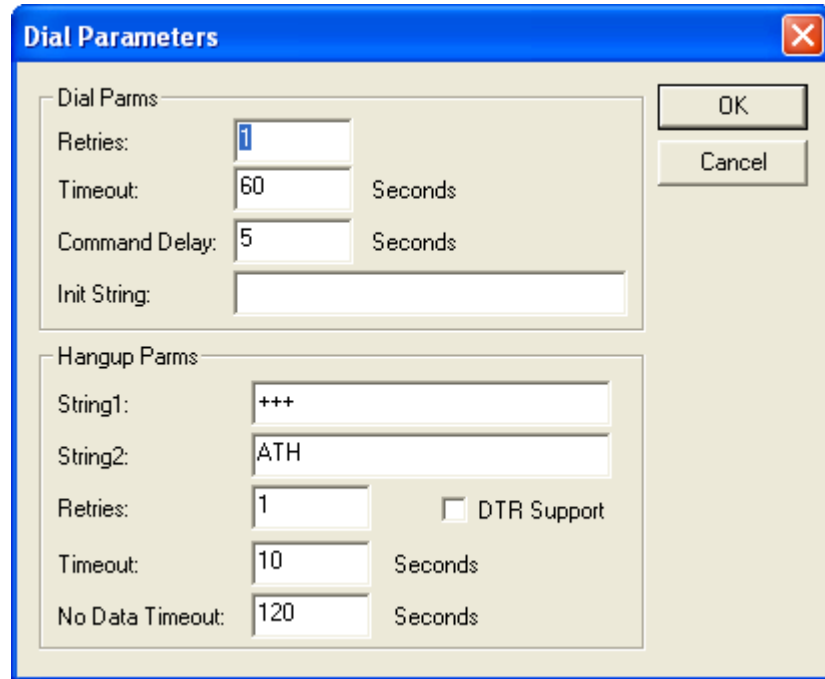 Dial Parameters
Dial Parms
Retries: 1
Timeout: 60 Seconds
Command Delay: 5 Seconds
Init String:
OK
Cancel
Hangup Parms
String1: +++
String2: ATH
Retries: 1 DTR Support
Timeout: 10 Seconds
No Data Timeout: 120 Seconds